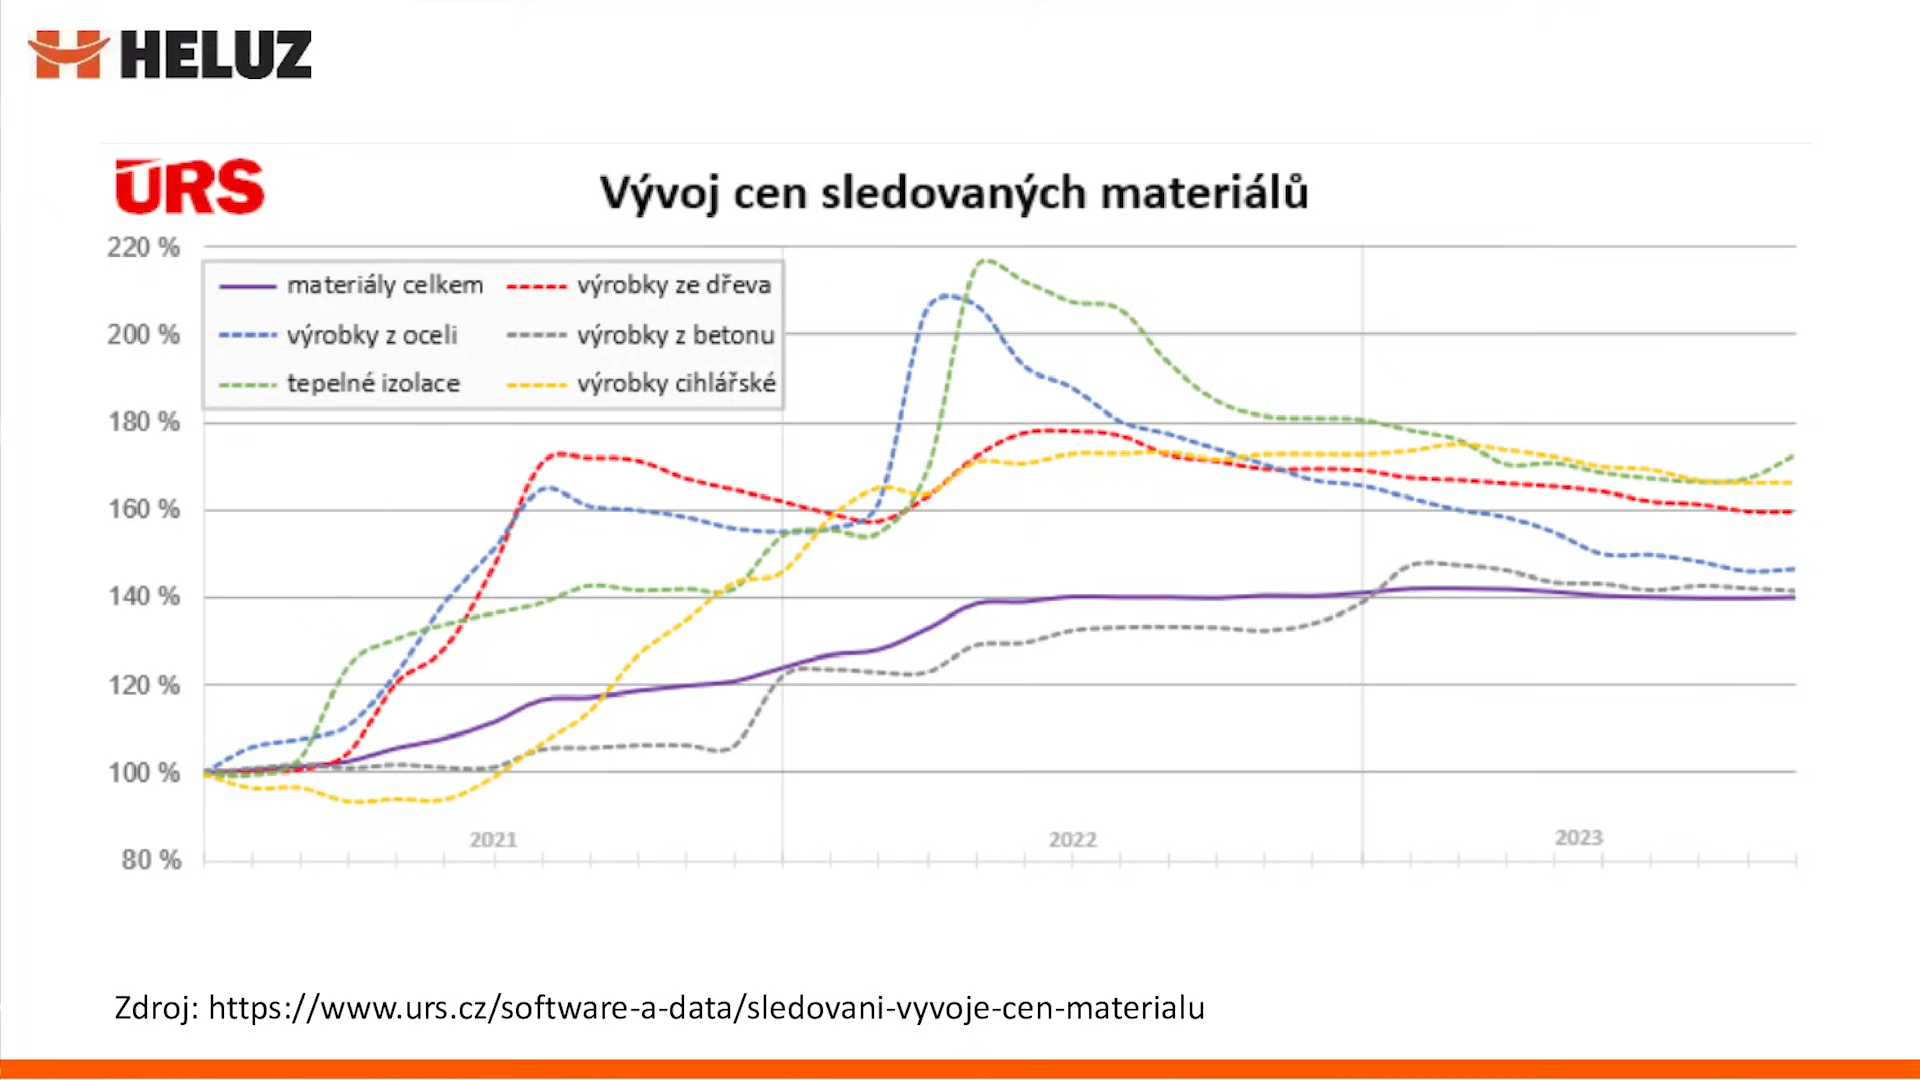 HELUZ
ÚRS
Vývoj cen sledovaných materiálů
220 %
materiály celkem
výrobky ze dřeva
200 %
výrobky z oceli
výrobky z betonu
tepelné izolace
výrobky cihlářské
180 %
160 %
140 %
120 %
100 %
2021
2022
2023
80 %
Zdroj: https://www.urs.cz/software-a-data/sledovani-vyvoje-cen-materialu